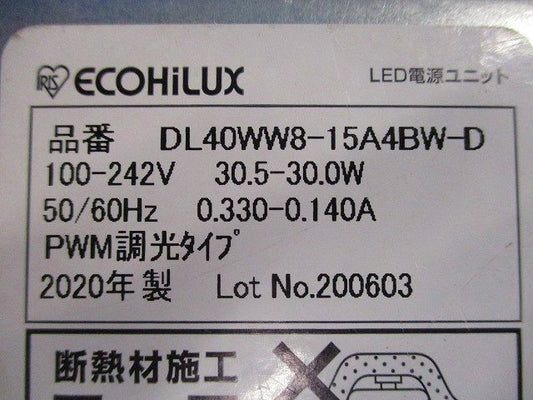 IRIS ECOHiLUX LED電源ユニット
品番 DL40WW8-15A4BW-D
100-242V 30.5-30.0W
50/60Hz 0.330-0.140A
PWM調光タイプ
2020年製 Lot No.200603
断熱材施工